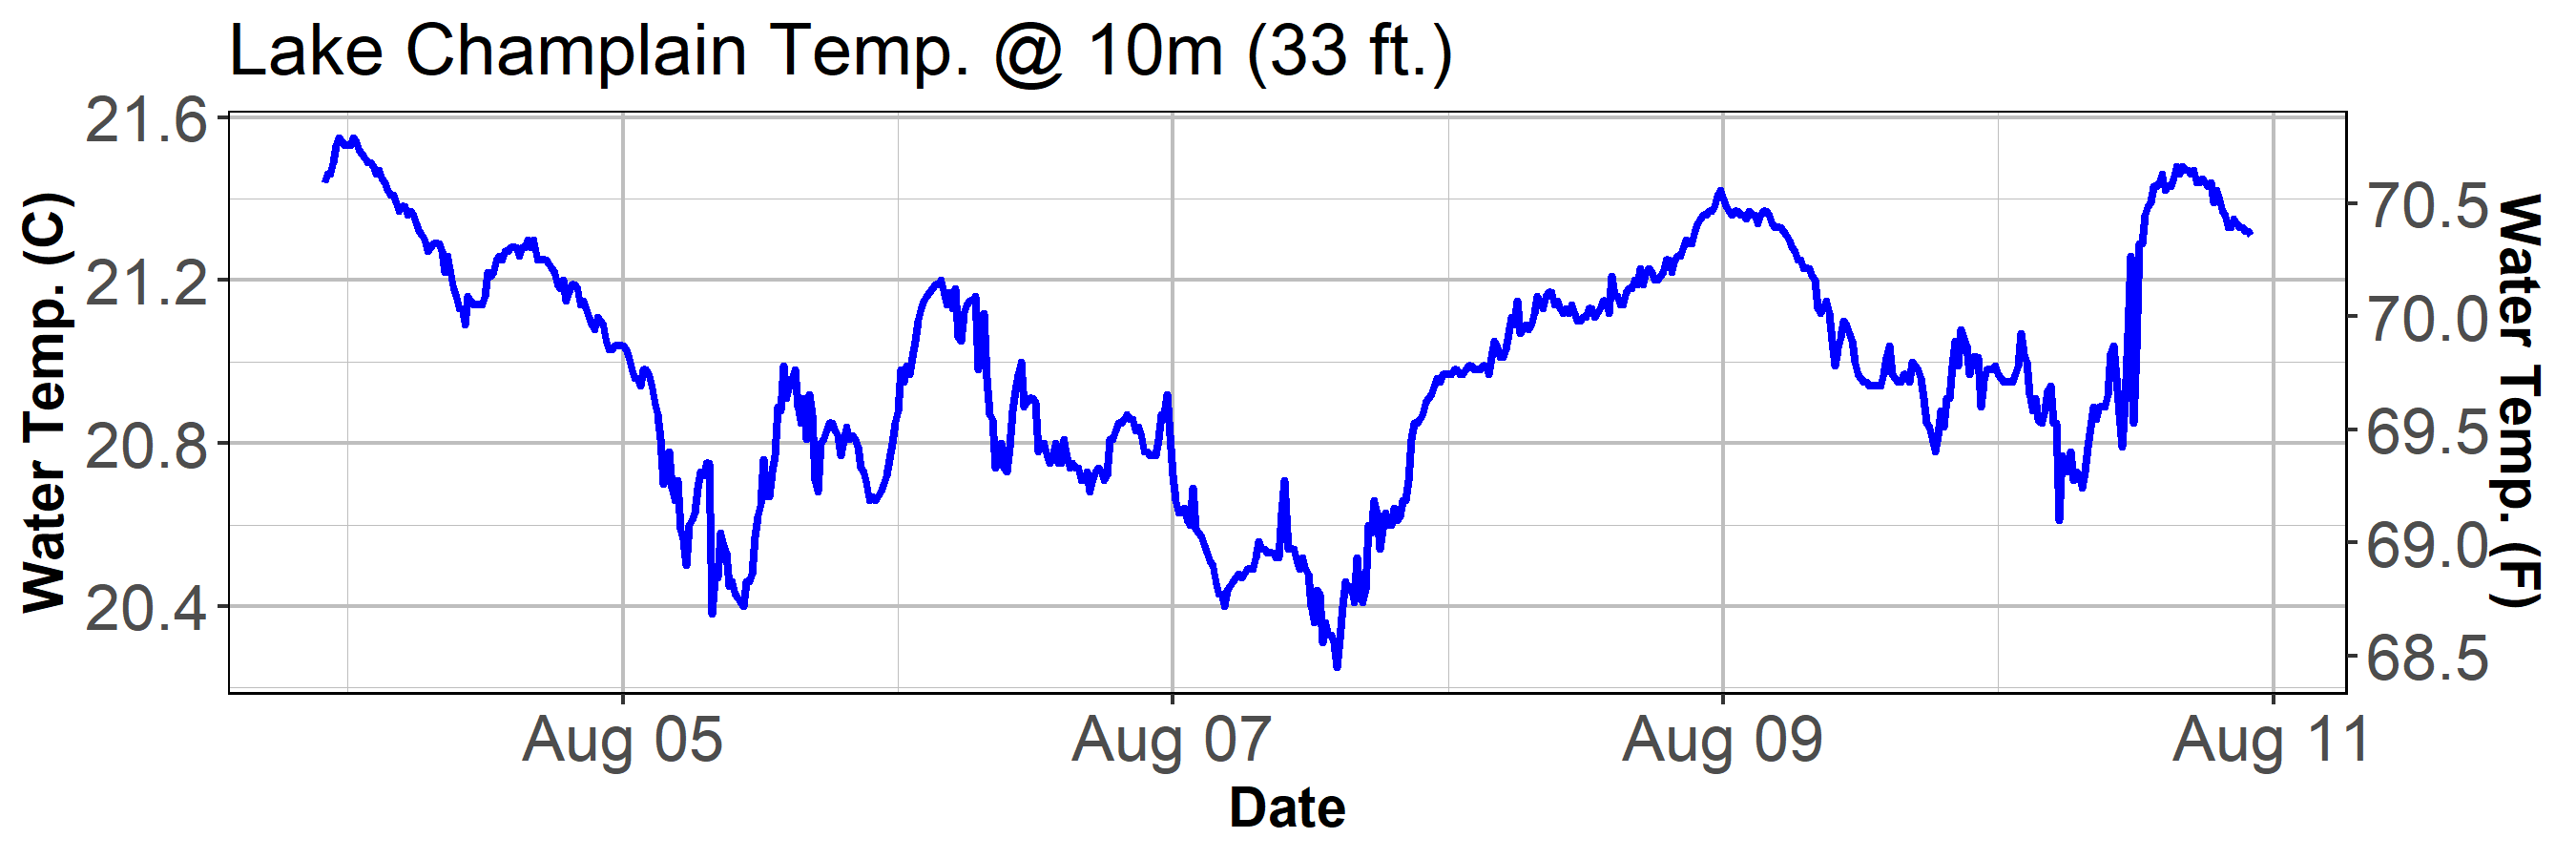 Lake Champlain Temp. @ 10m (33 ft.)
Water Temp. (C)
21.6
21.2
20.8
20.4
70.5
70.0
69.5
69.0
68.5
Water Temp. (F)
Aug 05
Aug 07
Aug 09
Aug 11
Date